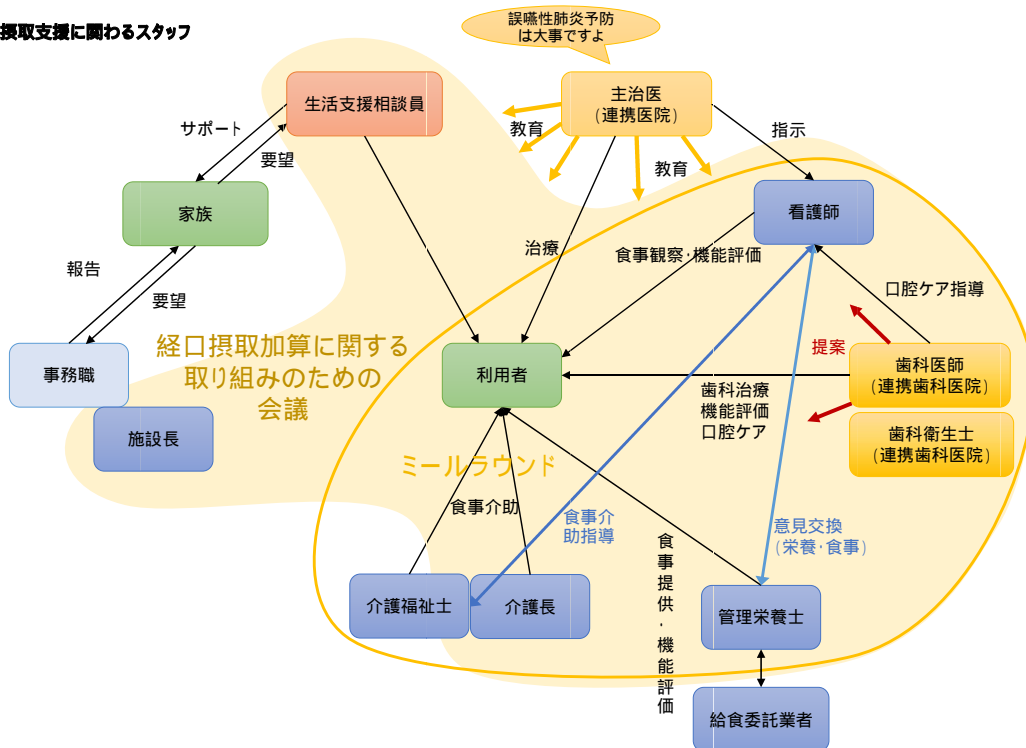 摂取支援に関わるスタッフ
誤嚥性肺炎予防
は大事ですよ
生活支援相談員
主治医
(連携医院)
サポート
要望
教育
教育
指示
家族
看護師
治療
食事観察・機能評価
報告
要望
口腔ケア指導
経口摂取加算に関する
取り組みのための
会議
提案
事務職
利用者
歯科医師
(連携歯科医院)
歯科治療
機能評価
口腔ケア
施設長
歯科衛生士
(連携歯科医院)
ミールラウンド
食事介助
食事介
助指導
意見交換
(栄養・食事)
食事提供・機能評価
介護福祉士
介護長
管理栄養士
給食委託業者